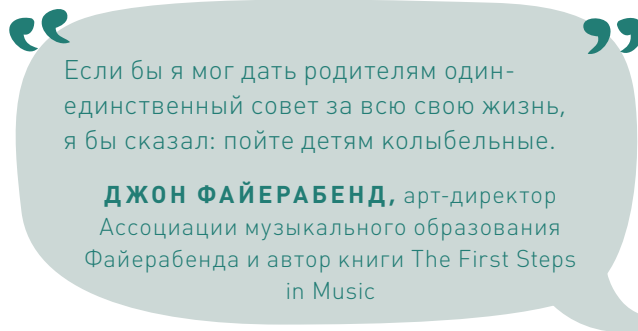 Если бы я мог дать родителям один-
единственный совет за всю свою жизнь,
я бы сказал: пойте детям колыбельные.
ДЖОН ФАЙЕРАБЕНД, арт-директор
Ассоциации музыкального образования
Файерабенда и автор книги The First Steps
in Music